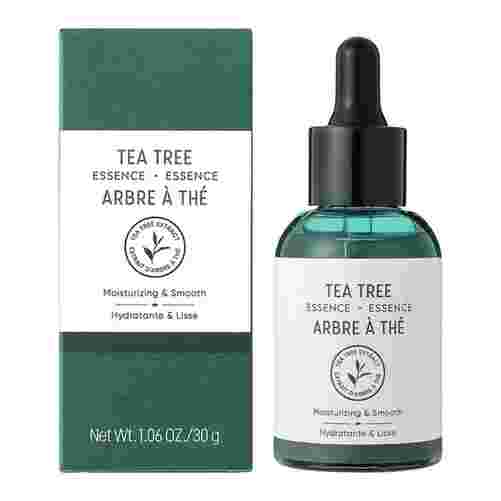 TEA TREE
ESSENCE • ESSENCE
ARBRE À THÉ
TEA TREE EXTRACT
EXTRAIT D'ARBRE À THÉ
Moisturizing & Smooth
Hydratante & Lisse
Net Wt. 1.06 OZ./30 g
TEA TREE
ESSENCE • ESSENCE
ARBRE À THÉ
TEA TREE EXTRACT
EXTRAIT D'ARBRE À THÉ
Moisturizing & Smooth
Hydratante & Lisse